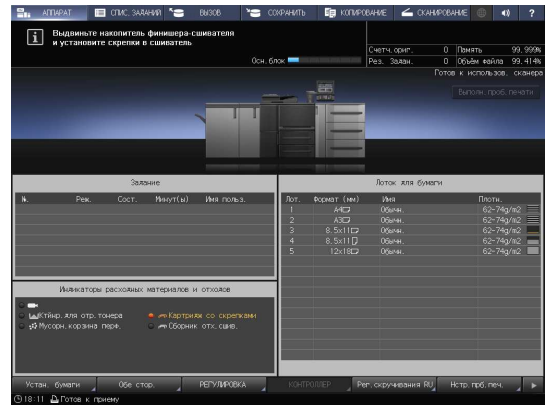 АППАРАТ
СПИС. ЗАДАНИЙ
ВЫЗОВ
СОХРАНИТЬ
КОПИРОВАНИЕ
СКАНИРОВАНИЕ
?
Выдвиньте накопитель финишера-сшивателя
и установите скрепки в сшиватель
Осн. блок
Счетч. ориг. 0 Память 99,999%
Рез. Задан. 0 Объём файла 99,414%
Готов к использов. сканера
Выполн. проб. печати
Задание
№. Реж. Сост. Минут(ы) Имя польз.
Лоток для бумаги
Лот. Формат (мм) Имя Плотн.
1 A4 Обычн. 62-74g/m2
2 A3 Обычн. 62-74g/m2
3 8.5x11 Обычн. 62-74g/m2
4 8.5x11 Обычн. 62-74g/m2
5 12x18 Обычн. 62-74g/m2
Индикаторы расходных материалов и отходов
для отр. тонера
Картридж со скрепками
Мусорн. корзина перф.
Сборник отх. сшив.
Устан. бумаги
Обе стор.
РЕГУЛИРОВКА
КОНТРОЛЛЕР
Рег. скручивания RU
Нстр. прб. печ.
18:11 Готов к приему